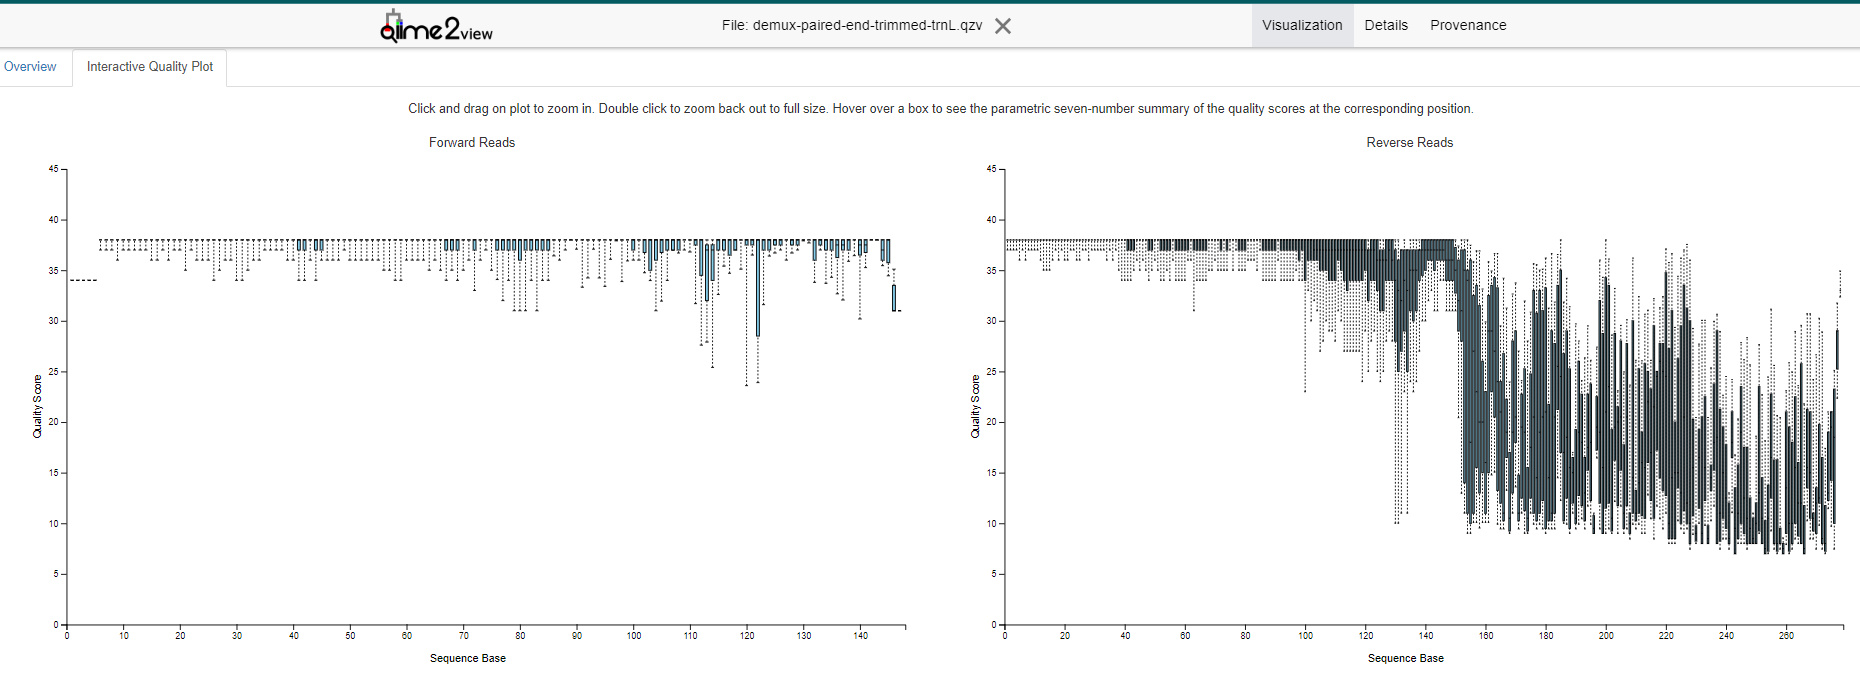 qiime2view
File: demux-paired-end-trimmed-trnL.qzv
Visualization Details Provenance
Overview Interactive Quality Plot
Click and drag on plot to zoom in. Double click to zoom back out to full size. Hover over a box to see the parametric seven-number summary of the quality scores at the corresponding position.
Forward Reads
45
40
35
30
25
20
15
10
5
0
Quality Score
0 10 20 30 40 50 60 70 80 90 100 110 120 130 140
Sequence Base
Reverse Reads
45
40
35
30
25
20
15
10
5
0
Quality Score
0 20 40 60 80 100 120 140 160 180 200 220 240 260
Sequence Base